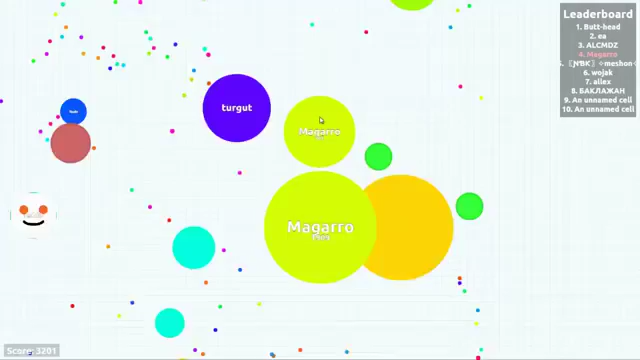 Leaderboard
1. Butt-head
2. ea
3. ALCMDZ
4. Magarro
6. wojak
7. allex
8. БАКЛАЖАН
9. An unnamed cell
10. An unnamed cell
turgut
Magarro
Magarro
Score: 3201